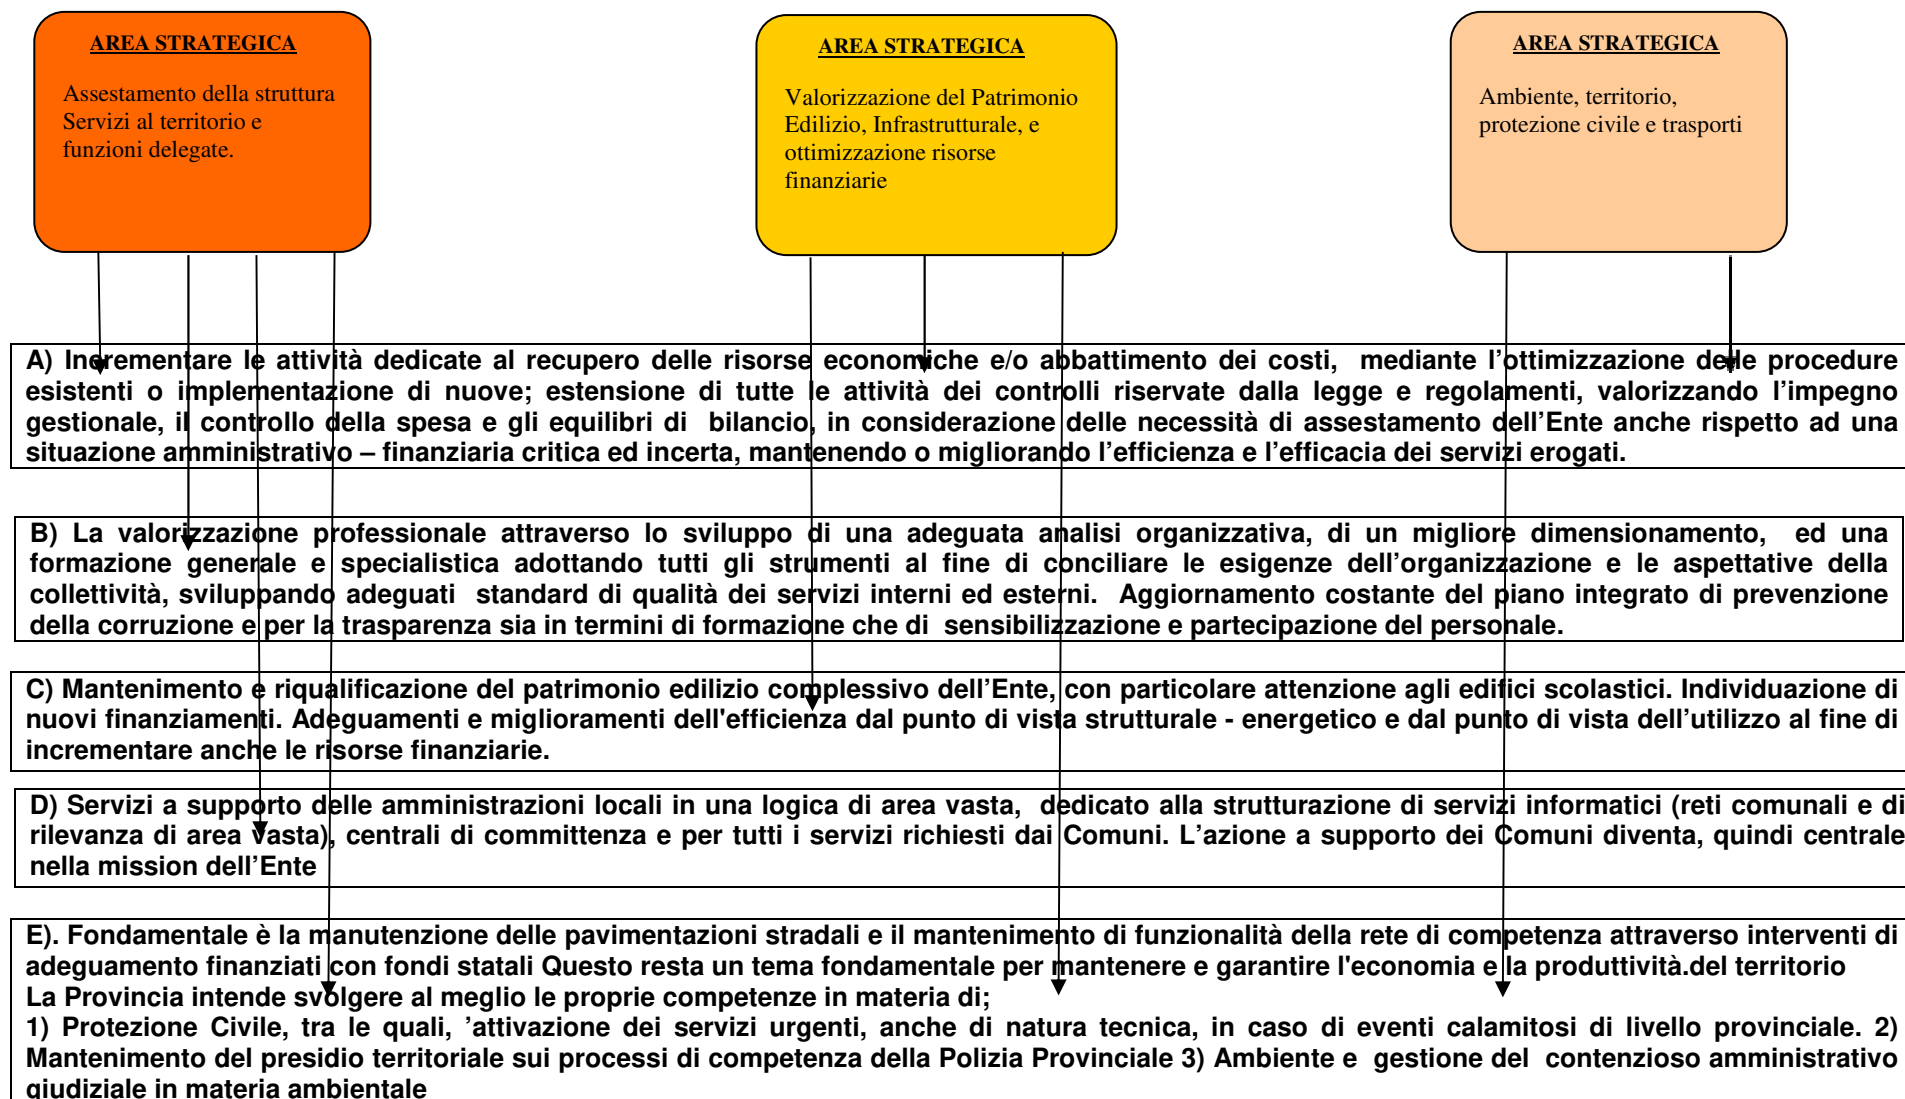 AREA STRATEGICA
Assestamento della struttura
Servizi al territorio e
funzioni delegate.
AREA STRATEGICA
Valorizzazione del Patrimonio
Edilizio, Infrastrutturale, e
ottimizzazione risorse
finanziarie
AREA STRATEGICA
Ambiente, territorio,
protezione civile e trasporti
A) Incrementare le attività dedicate al recupero delle risorse economiche e/o abbattimento dei costi, mediante l’ottimizzazione delle procedure
esistenti o implementazione di nuove; estensione di tutte le attività dei controlli riservate dalla legge e regolamenti, valorizzando l’impegno
gestionale, il controllo della spesa e gli equilibri di bilancio, in considerazione delle necessità di assestamento dell’Ente anche rispetto ad una
situazione amministrativo – finanziaria critica ed incerta, mantenendo o migliorando l’efficienza e l’efficacia dei servizi erogati.
B) La valorizzazione professionale attraverso lo sviluppo di una adeguata analisi organizzativa, di un migliore dimensionamento, ed una
formazione generale e specialistica adottando tutti gli strumenti al fine di conciliare le esigenze dell’organizzazione e le aspettative della
collettività, sviluppando adeguati standard di qualità dei servizi interni ed esterni. Aggiornamento costante del piano integrato di prevenzione
della corruzione e per la trasparenza sia in termini di formazione che di sensibilizzazione e partecipazione del personale.
C) Mantenimento e riqualificazione del patrimonio edilizio complessivo dell’Ente, con particolare attenzione agli edifici scolastici. Individuazione di
nuovi finanziamenti. Adeguamenti e miglioramenti dell'efficienza dal punto di vista strutturale - energetico e dal punto di vista dell’utilizzo al fine di
incrementare anche le risorse finanziarie.
D) Servizi a supporto delle amministrazioni locali in una logica di area vasta, dedicato alla strutturazione di servizi informatici (reti comunali e di
rilevanza di area vasta), centrali di committenza e per tutti i servizi richiesti dai Comuni. L’azione a supporto dei Comuni diventa, quindi centrale
nella mission dell’Ente
E). Fondamentale è la manutenzione delle pavimentazioni stradali e il mantenimento di funzionalità della rete di competenza attraverso interventi di
adeguamento finanziati con fondi statali Questo resta un tema fondamentale per mantenere e garantire l'economia e la produttività.del territorio
La Provincia intende svolgere al meglio le proprie competenze in materia di;
1) Protezione Civile, tra le quali, ’attivazione dei servizi urgenti, anche di natura tecnica, in caso di eventi calamitosi di livello provinciale. 2)
Mantenimento del presidio territoriale sui processi di competenza della Polizia Provinciale 3) Ambiente e gestione del contenzioso amministrativo
giudiziale in materia ambientale